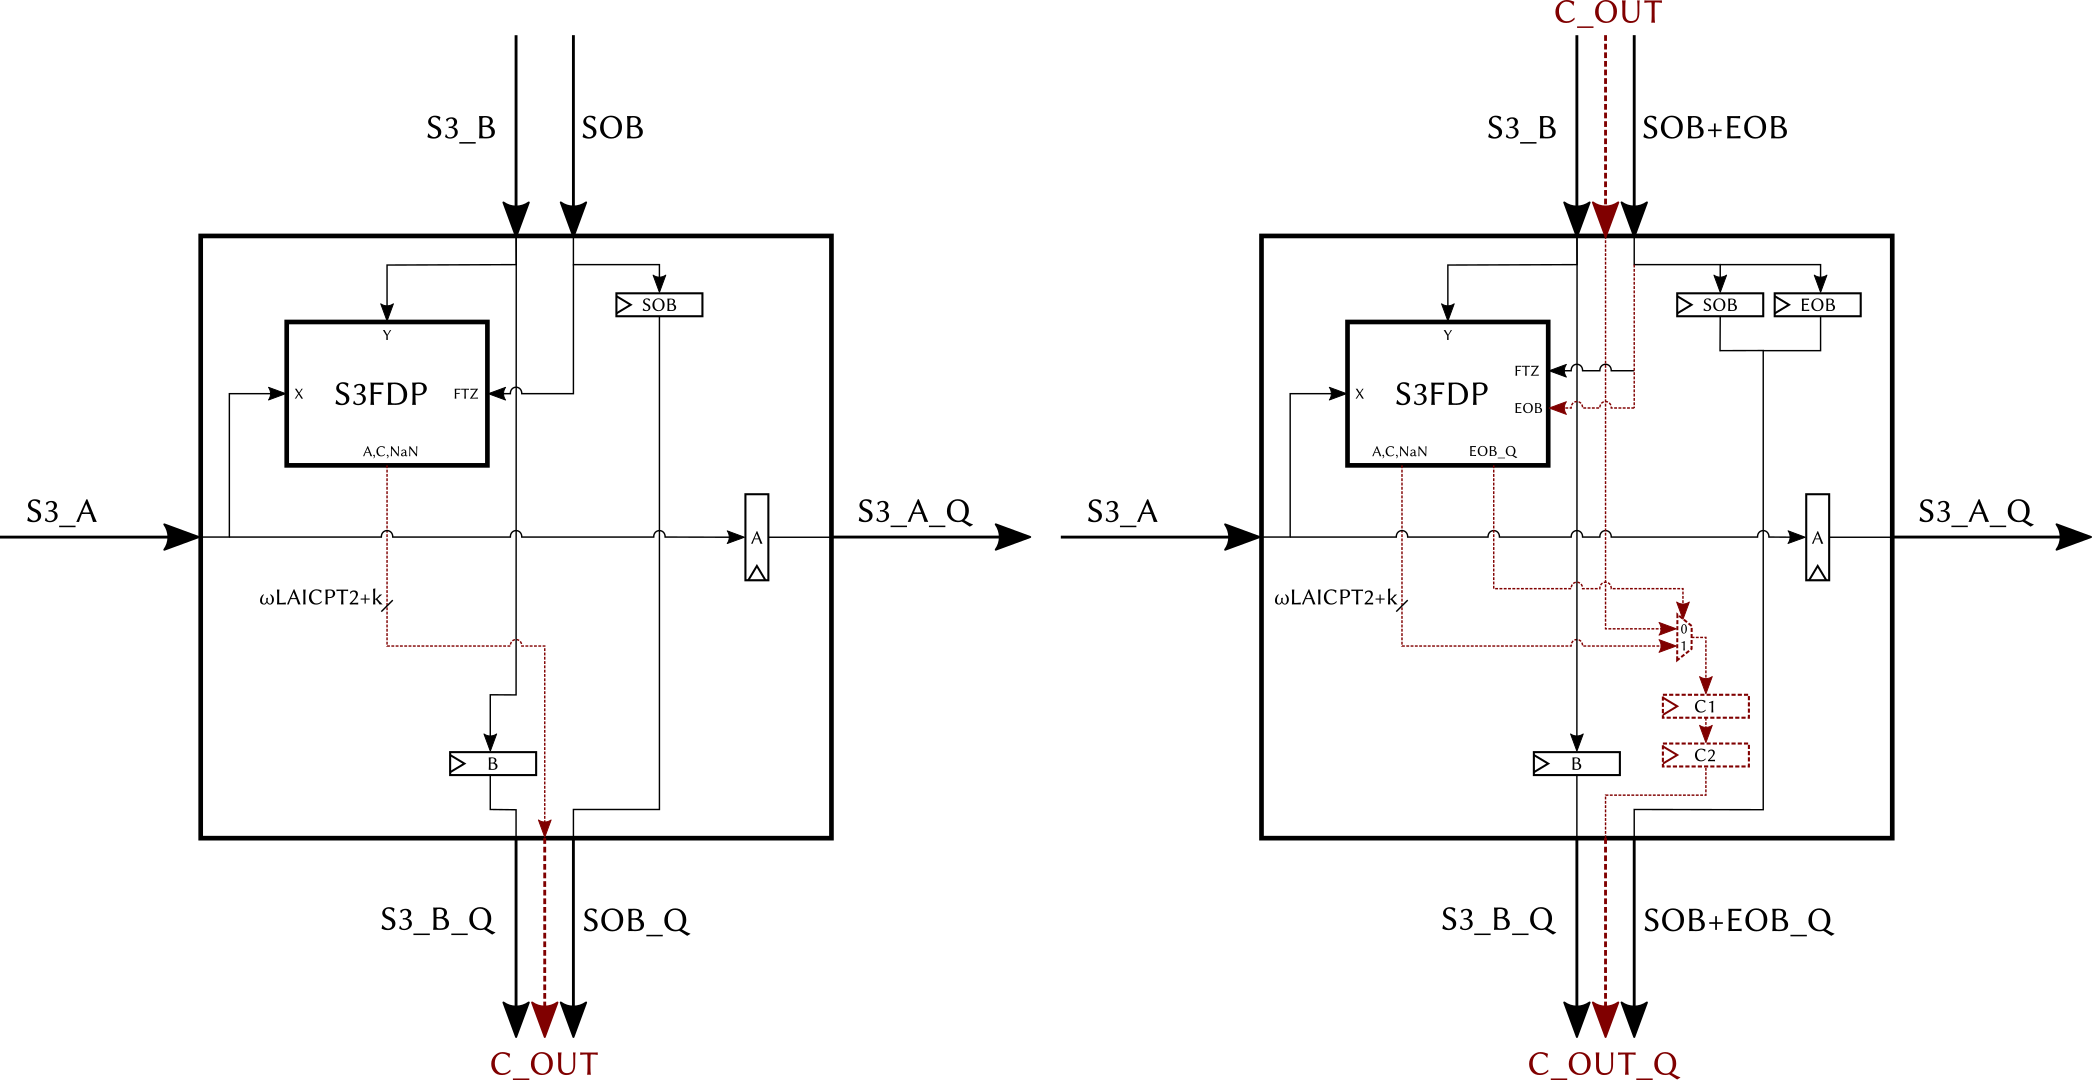 C_OUT
S3_B
SOB
S3_B
SOB+EOB
SOB
SOB
EOB
Y
S3FDP
X
FTZ
A,C,NaN
Y
S3FDP
X
FTZ
EOB
A,C,NaN
EOB_Q
S3_A
A
S3_A_Q
S3_A
A
S3_A_Q
ωLAICPT2+k
ωLAICPT2+k
0
1
C1
C2
B
B
S3_B_Q
SOB_Q
S3_B_Q
SOB+EOB_Q
C_OUT
C_OUT_Q